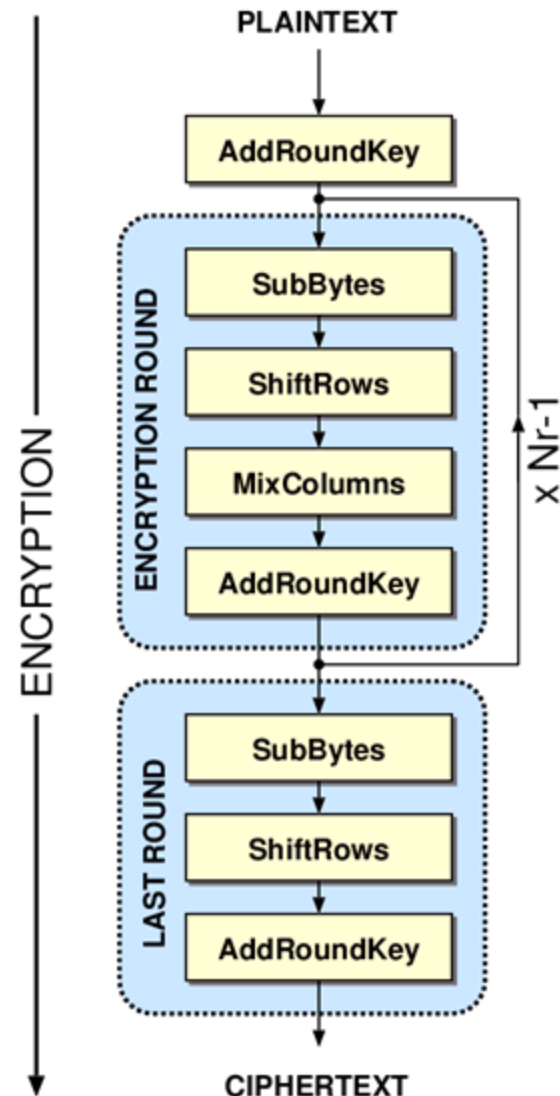 PLAINTEXT
AddRoundKey
ENCRYPTION ROUND
SubBytes
ShiftRows
MixColumns
AddRoundKey
x Nr-1
ENCRYPTION
LAST ROUND
SubBytes
ShiftRows
AddRoundKey
CIPHERTEXT